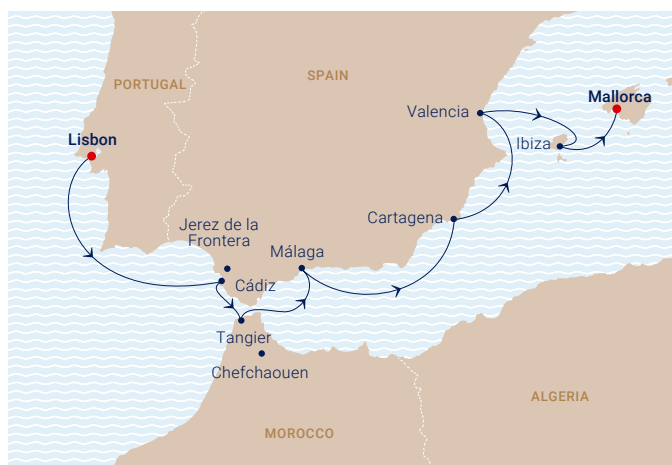 SPAIN
PORTUGAL
Mallorca
Valencia
Lisbon
Ibiza
Cartagena
Jerez de la
Frontera
Málaga
Cádiz
Tangier
Chefchaouen
ALGERIA
MOROCCO